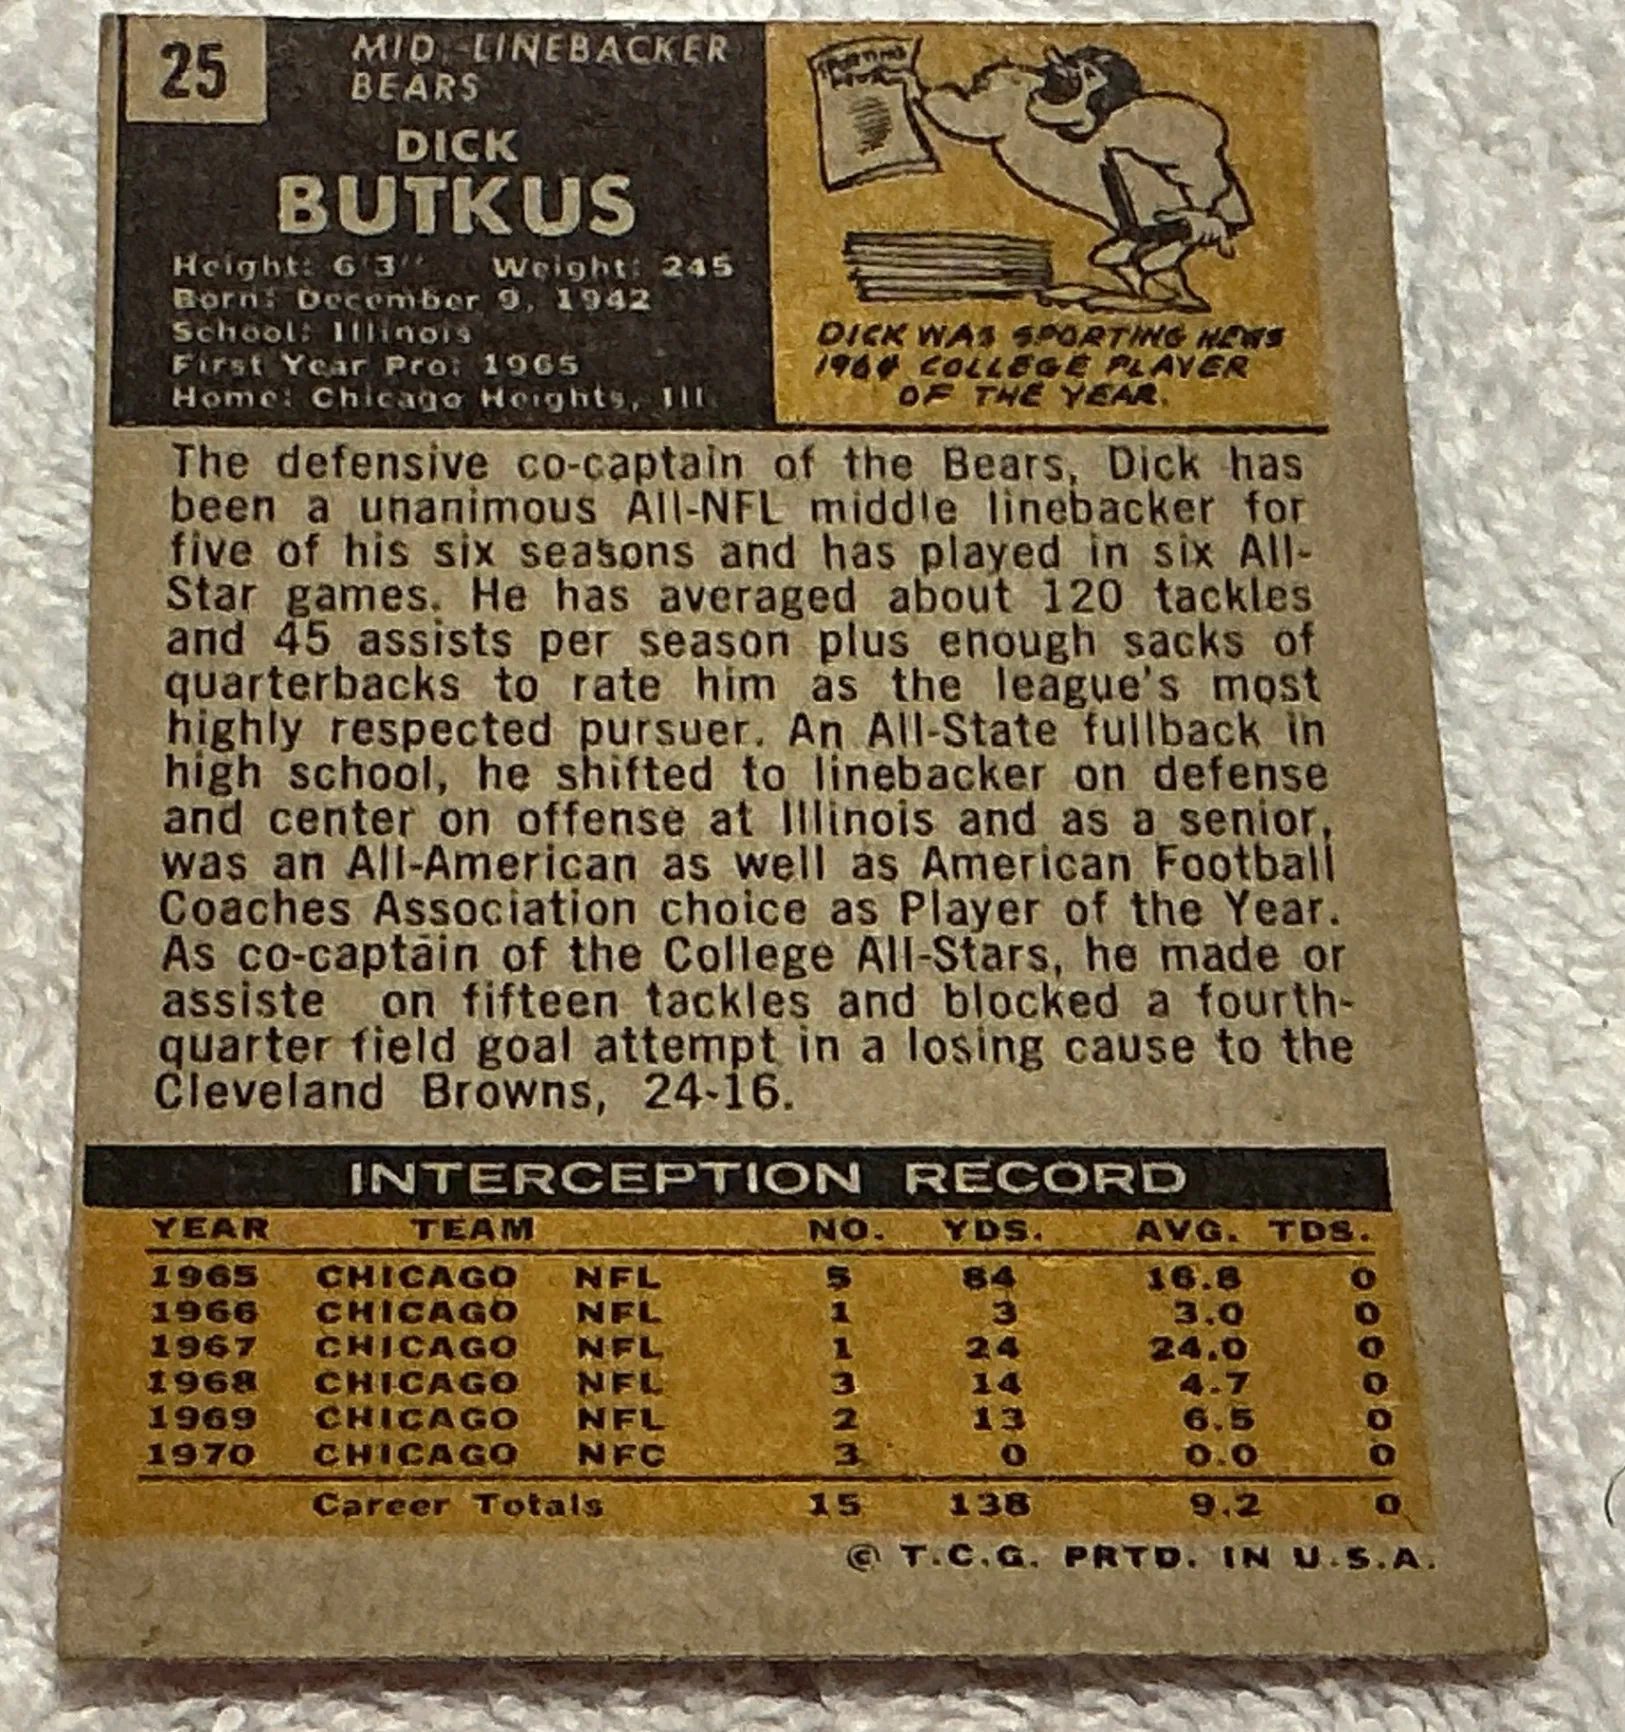 25
MID. LINEBACKER
BEARS
DICK
BUTKUS
Height: 6'3" Weight: 245
Born: December 9, 1942
School: Illinois
First Year Pro: 1965
Home: Chicago Heights, Ill.
DICK WAS SPORTING NEWS
1964 COLLEGE PLAYER
OF THE YEAR.
The defensive co-captain of the Bears, Dick has
been a unanimous All-NFL middle linebacker for
five of his six seasons and has played in six All-
Star games. He has averaged about 120 tackles
and 45 assists per season plus enough sacks of
quarterbacks to rate him as the league's most
highly respected pursuer. An All-State fullback in
high school, he shifted to linebacker on defense
and center on offense at Illinois and as a senior,
was an All-American as well as American Football
Coaches Association choice as Player of the Year.
As co-captain of the College All-Stars, he made or
assiste on fifteen tackles and blocked a fourth-
quarter field goal attempt in a losing cause to the
Cleveland Browns, 24-16.
INTERCEPTION RECORD
YEAR TEAM NO. YDS. AVG. TDS.
1965 CHICAGO NFL 5 84 16.8 0
1966 CHICAGO NFL 1 3 3.0 0
1967 CHICAGO NFL 1 24 24.0 0
1968 CHICAGO NFL 3 14 4.7 0
1969 CHICAGO NFL 2 13 6.5 0
1970 CHICAGO NFC 3 0 0.0 0
Career Totals 15 138 9.2 0
© T.C.G. PRTD. IN U.S.A.